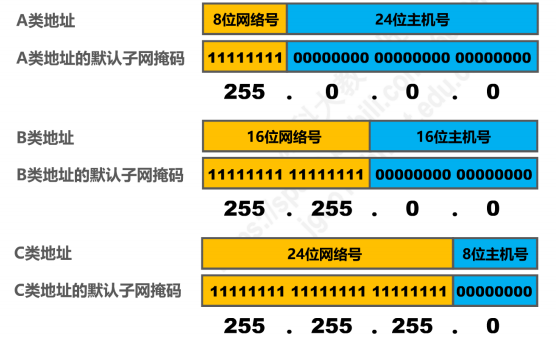 A类地址 8位网络号 24位主机号
A类地址的默认子网掩码 11111111 00000000 00000000 00000000
255 . 0 . 0 . 0
B类地址 16位网络号 16位主机号
B类地址的默认子网掩码 11111111 11111111 00000000 00000000
255 . 255 . 0 . 0
C类地址 24位网络号 8位主机号
C类地址的默认子网掩码 11111111 11111111 11111111 00000000
255 . 255 . 255 . 0